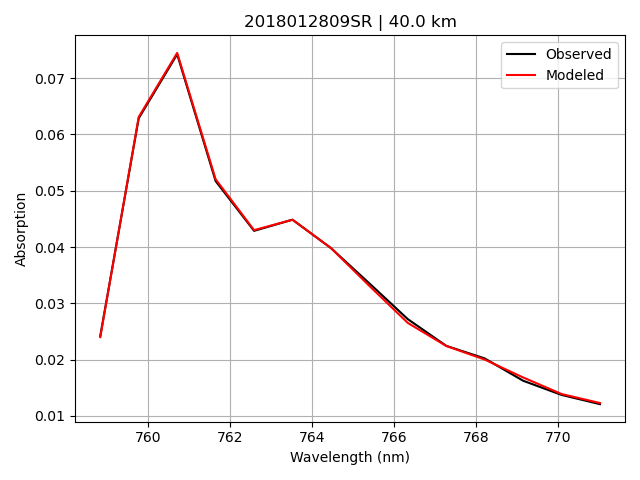 2018012809SR | 40.0 km
Observed
Modeled
0.07
0.06
0.05
0.04
0.03
0.02
0.01
Absorption
760 762 764 766 768 770
Wavelength (nm)